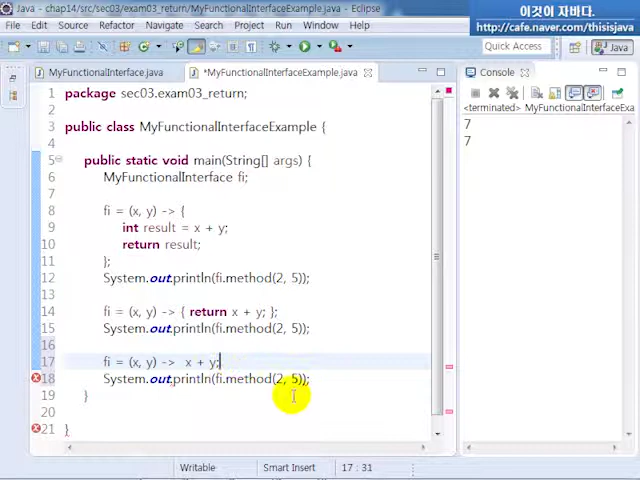 Java - chap14/src/sec03/exam03_return/MyFunctionalInterfaceExample.java - Eclipse
이것이 자바다.
http://cafe.naver.com/thisisjava
File Edit Source Refactor Navigate Search Project Run Window Help
Quick Access
Java
MyFunctionalInterface.java
*MyFunctionalInterfaceExample.java
Console
<terminated> MyFunctionalInterfaceExa
7
7
1 package sec03.exam03_return;
2
3 public class MyFunctionalInterfaceExample {
4
5 public static void main(String[] args) {
6 MyFunctionalInterface fi;
7
8 fi = (x, y) -> {
9 int result = x + y;
10 return result;
11 };
12 System.out.println(fi.method(2, 5));
13
14 fi = (x, y) -> { return x + y; };
15 System.out.println(fi.method(2, 5));
16
17 fi = (x, y) -> x + y;
18 System.out.println(fi.method(2, 5));
19 }
20
21 }
Writable
Smart Insert
17 : 31